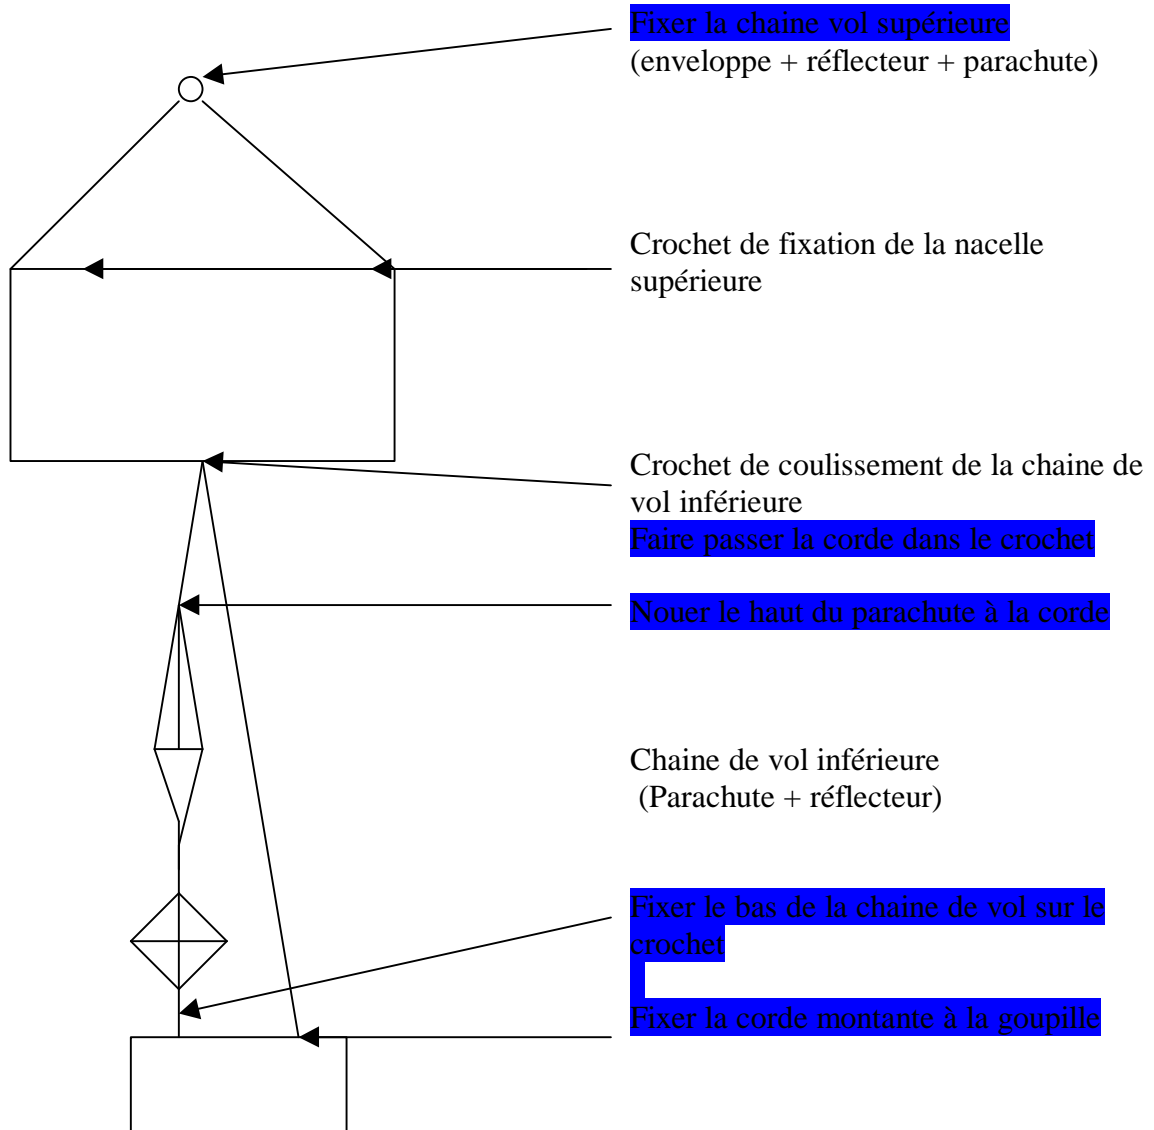 Fixer la chaine vol supérieure
(enveloppe + réflecteur + parachute)
Crochet de fixation de la nacelle
supérieure
Crochet de coulissement de la chaine de
vol inférieure
Faire passer la corde dans le crochet
Nouer le haut du parachute à la corde
Chaine de vol inférieure
(Parachute + réflecteur)
Fixer le bas de la chaine de vol sur le
crochet
Fixer la corde montante à la goupille